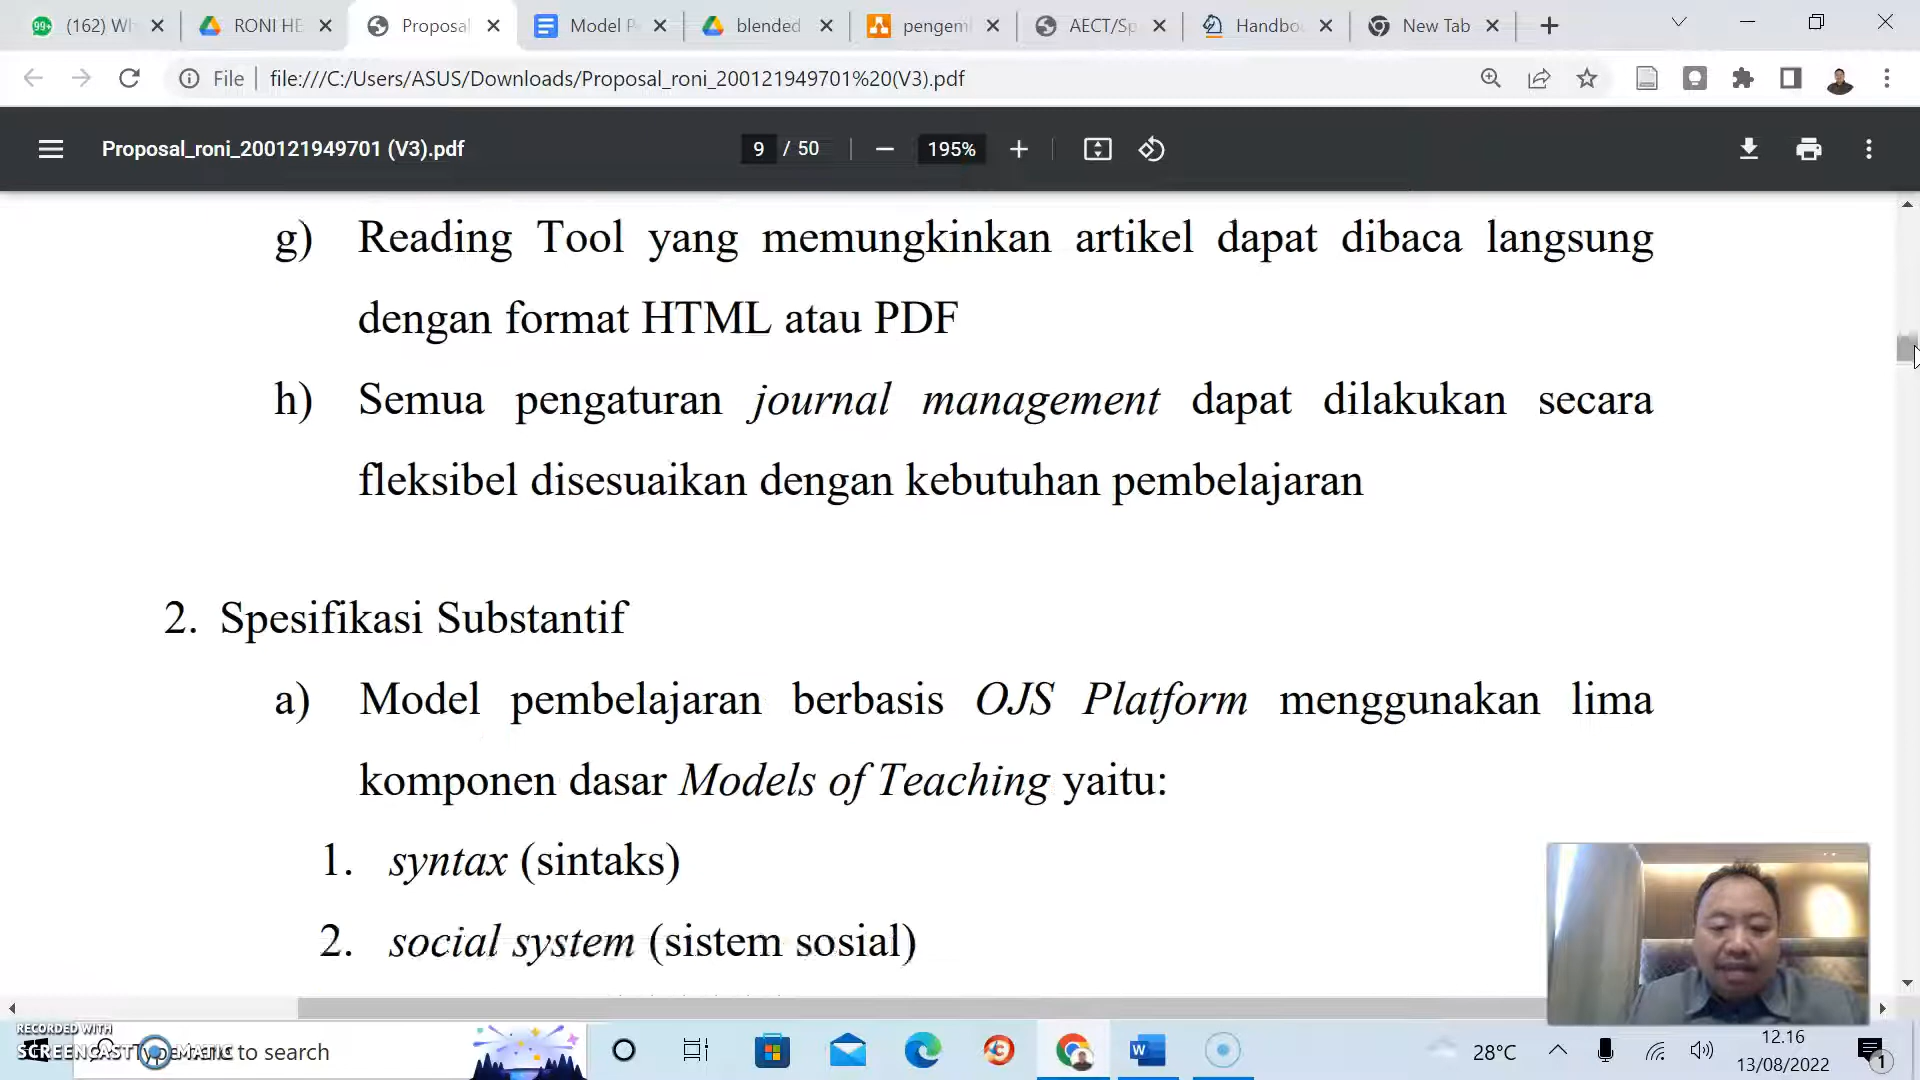 (162) Wh
RONI HE
Proposal
Model P
blended
pengem
AECT/Sp
Handbo
New Tab
File
file:///C:/Users/ASUS/Downloads/Proposal_roni_200121949701%20(V3).pdf
Proposal_roni_200121949701 (V3).pdf
9 / 50
195%
g) Reading Tool yang memungkinkan artikel dapat dibaca langsung
dengan format HTML atau PDF
h) Semua pengaturan journal management dapat dilakukan secara
fleksibel disesuaikan dengan kebutuhan pembelajaran
2. Spesifikasi Substantif
a) Model pembelajaran berbasis OJS Platform menggunakan lima
komponen dasar Models of Teaching yaitu:
1. syntax (sintaks)
2. social system (sistem sosial)
RECORDED WITH
SCREENCAST MATIC
to search
28°C
12.16
13/08/2022
1